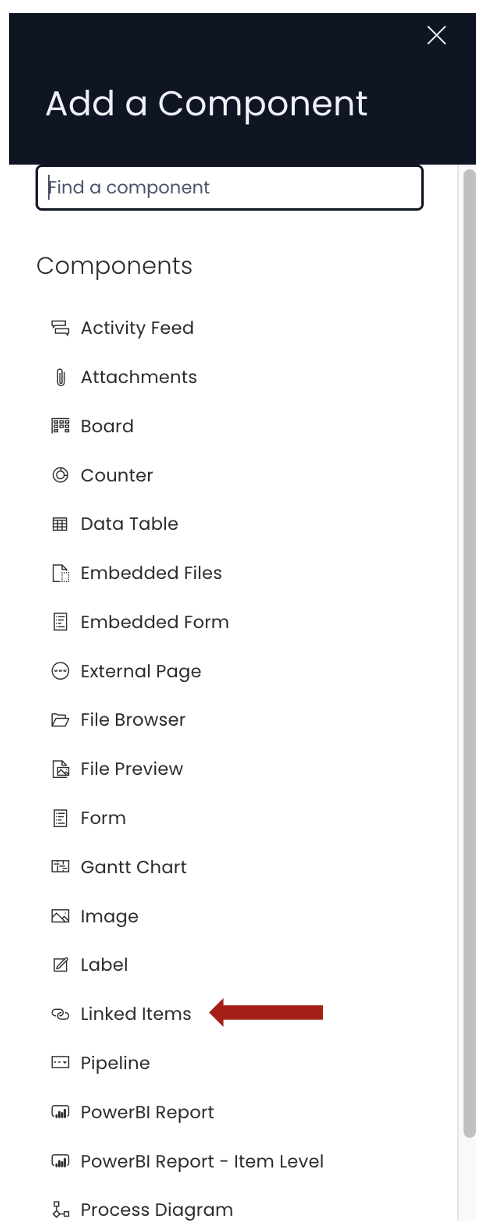 Add a Component
Find a component
Components
Activity Feed
Attachments
Board
Counter
Data Table
Embedded Files
Embedded Form
External Page
File Browser
File Preview
Form
Gantt Chart
Image
Label
Linked Items
Pipeline
PowerBI Report
PowerBI Report - Item Level
Process Diagram